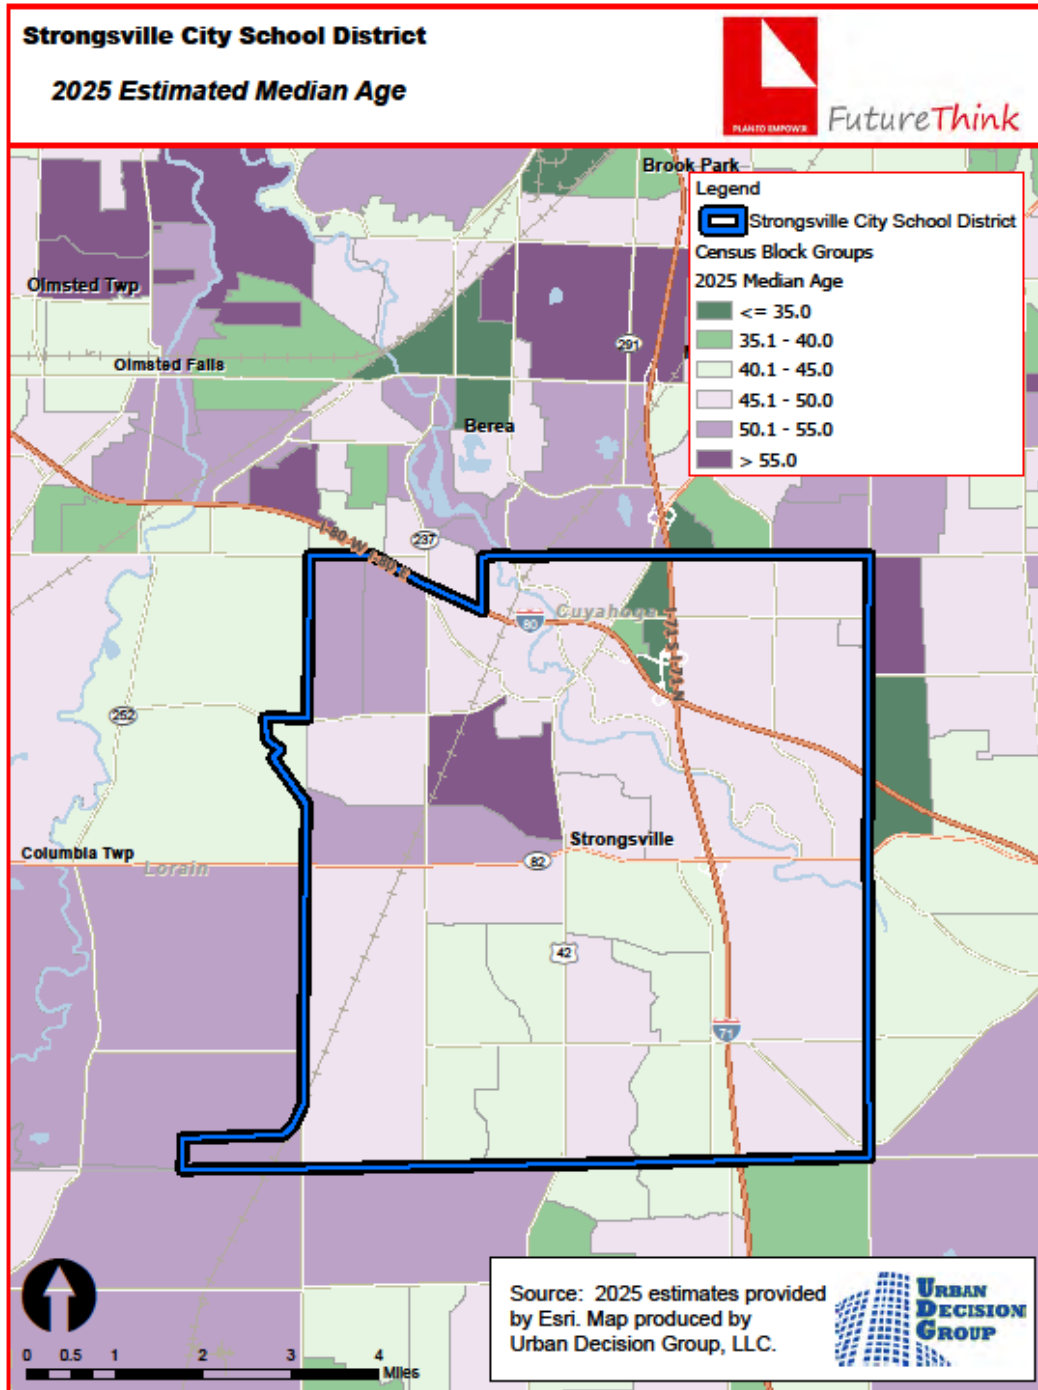 Strongsville City School District
2025 Estimated Median Age
PLAN TO EMPOWER
FutureThink
Brook Park
Legend
Strongsville City School District
Census Block Groups
2025 Median Age
<= 35.0
35.1 - 40.0
40.1 - 45.0
45.1 - 50.0
50.1 - 55.0
> 55.0
Olmsted Twp
291
Olmsted Falls
Berea
I-80 W I-80 E
237
Cuyahoga
80
I-71 S I-71 N
252
Strongsville
Columbia Twp
82
Lorain
42
71
Source: 2025 estimates provided
by Esri. Map produced by
Urban Decision Group, LLC.
URBAN
DECISION
GROUP
0 0.5 1 2 3 4
Miles